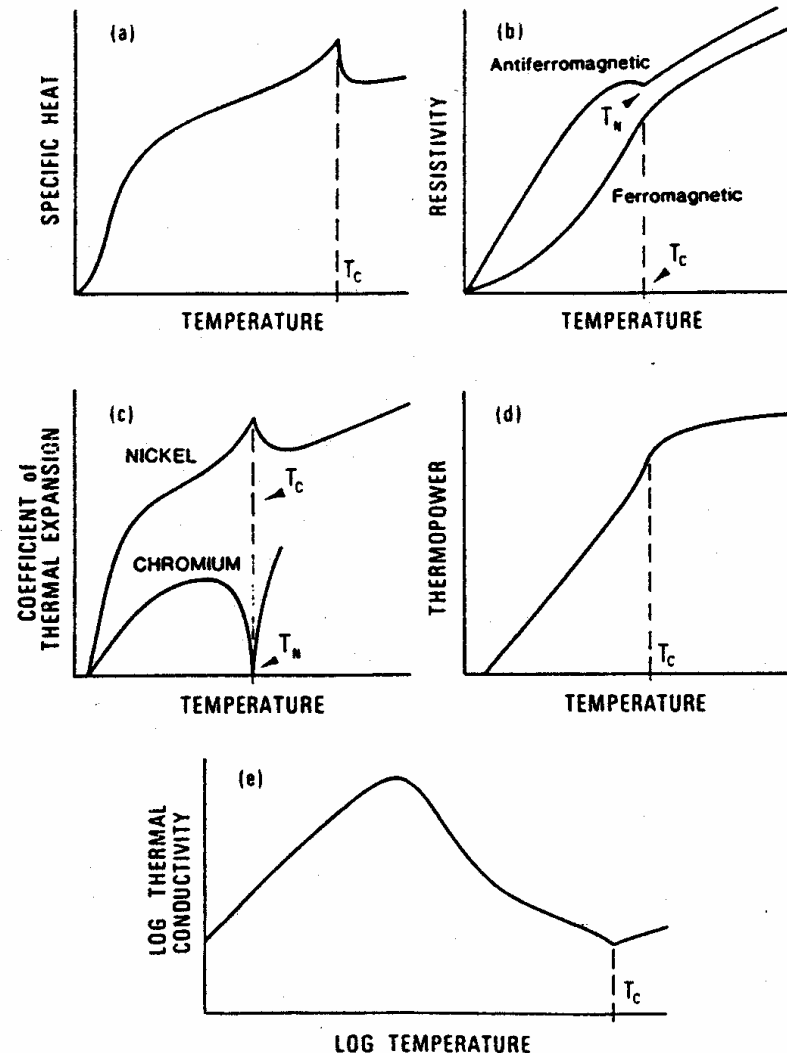 (a)
SPECIFIC HEAT
T_C
TEMPERATURE
(b)
Antiferromagnetic
T_N
Ferromagnetic
T_C
RESISTIVITY
TEMPERATURE
(c)
NICKEL
T_C
CHROMIUM
T_N
COEFFICIENT of
THERMAL EXPANSION
TEMPERATURE
(d)
THERMOPOWER
T_C
TEMPERATURE
(e)
LOG THERMAL
CONDUCTIVITY
T_C
LOG TEMPERATURE